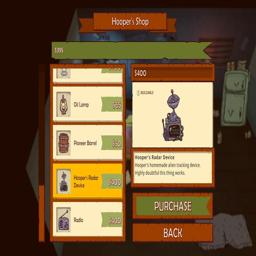 Hooper's Shop
$400
BUILDABLE
Oil Lamp
Pioneer Barrel
Hooper's Radar
Device
Radio
Hooper's Radar Device
Hooper's homemade alien tracking device.
Highly doubtful this thing works.
PURCHASE
BACK